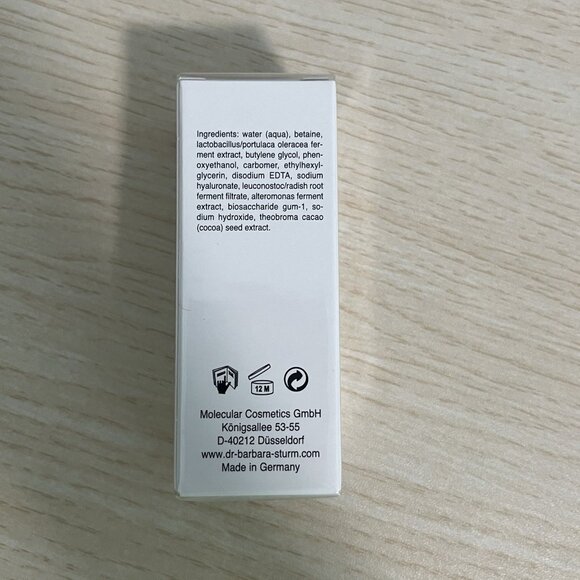 Ingredients: water (aqua), betaine,
lactobacillus/portulaca oleracea fer-
ment extract, butylene glycol, phen-
oxyethanol, carbomer, ethylhexyl-
glycerin, disodium EDTA, sodium
hyaluronate, leuconostoc/radish root
ferment filtrate, alteromonas ferment
extract, biosaccharide gum-1, so-
dium hydroxide, theobroma cacao
(cocoa) seed extract.
12 M
Molecular Cosmetics GmbH
Königsallee 53-55
D-40212 Düsseldorf
www.dr-barbara-sturm.com
Made in Germany